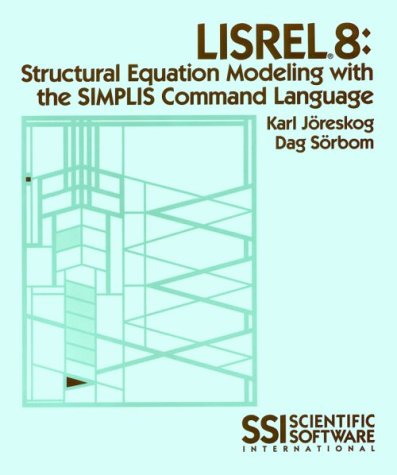 LISREL®8:
Structural Equation Modeling with
the SIMPLIS Command Language
Karl Jöreskog
Dag Sörbom
SSI SCIENTIFIC
SOFTWARE
INTERNATIONAL